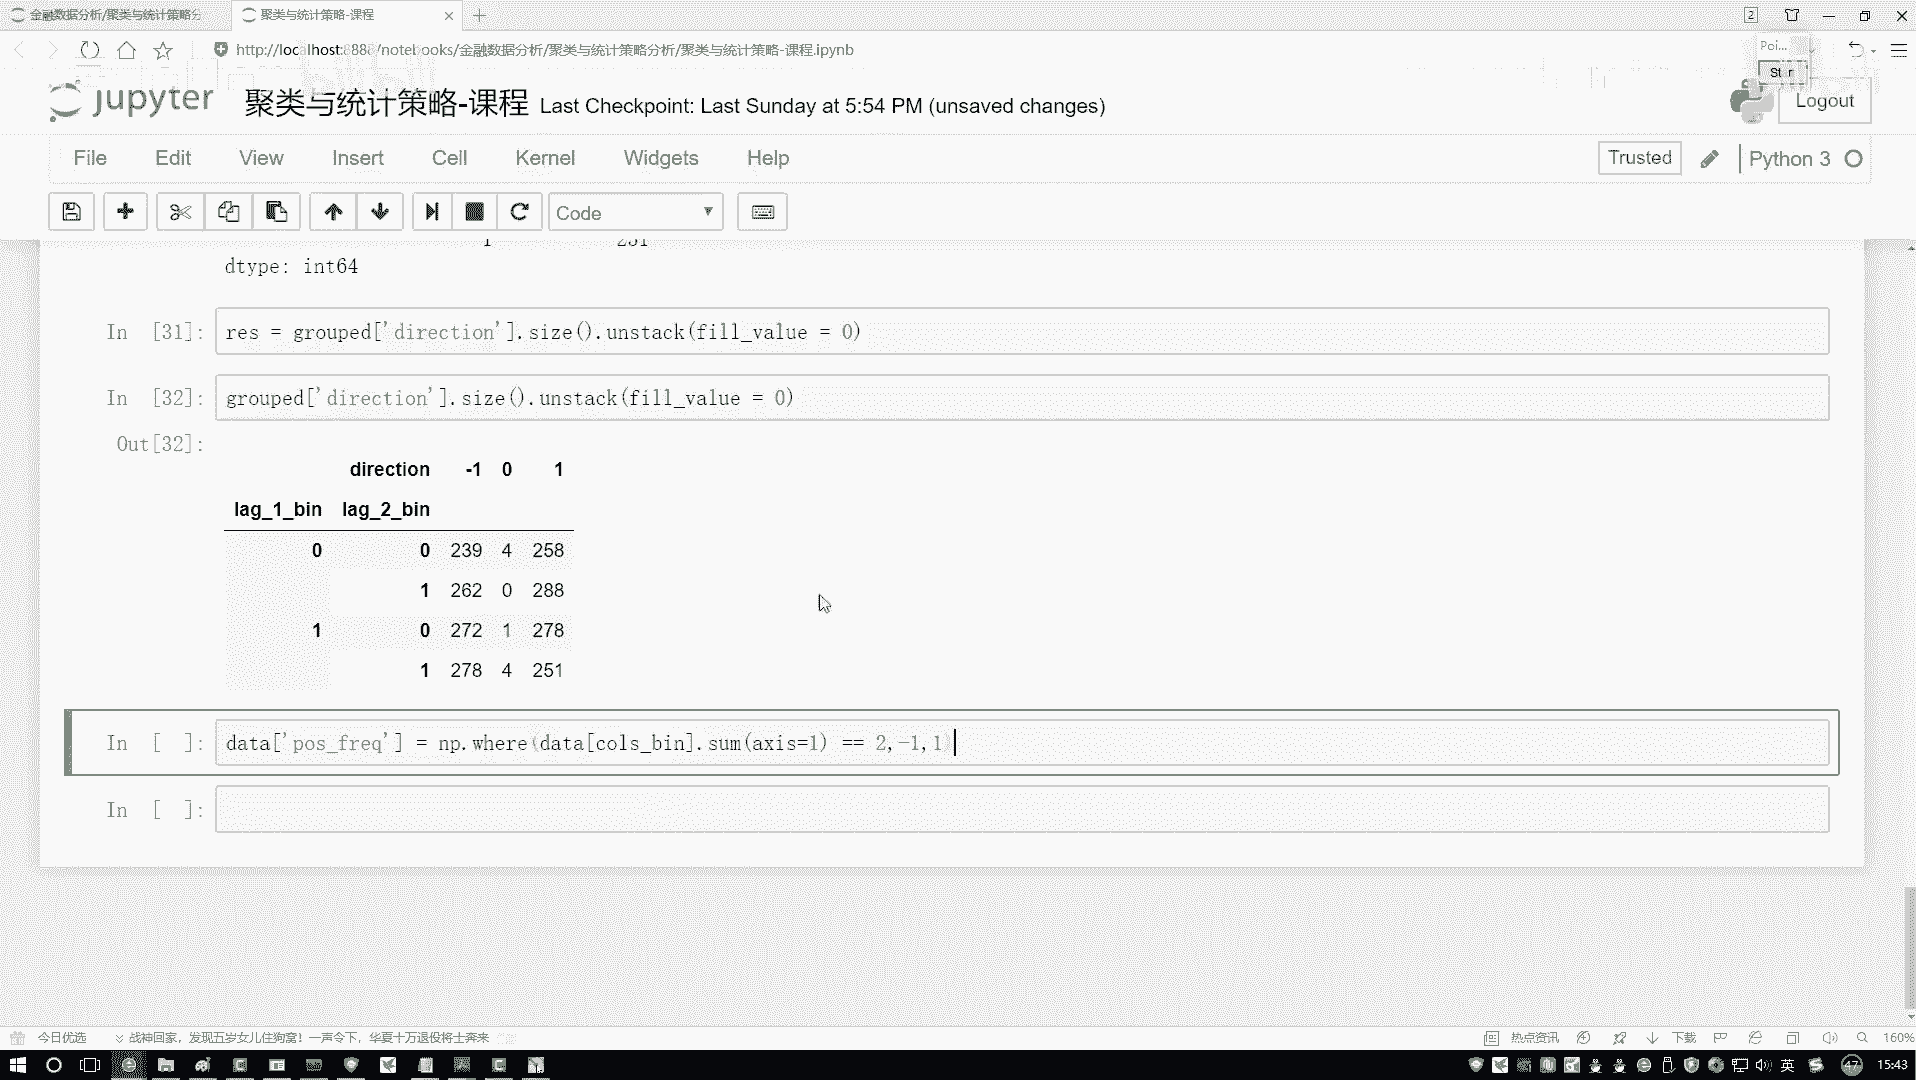 金融数据分析/聚类与统计策略分
聚类与统计策略-课程
2
http://localhost:8888/notebooks/金融数据分析/聚类与统计策略分析/聚类与统计策略-课程.ipynb
Poi...
jupyter
聚类与统计策略-课程 Last Checkpoint: Last Sunday at 5:54 PM (unsaved changes)
Logout
File Edit View Insert Cell Kernel Widgets Help
Trusted
Python 3
Code
1 251
dtype: int64
In [31]: res = grouped['direction'].size().unstack(fill_value = 0)
In [32]: grouped['direction'].size().unstack(fill_value = 0)
Out[32]:
direction -1 0 1
lag_1_bin lag_2_bin
0 0 239 4 258
1 262 0 288
1 0 272 1 278
1 278 4 251
In [ ]: data['pos_freq'] = np.where(data[cols_bin].sum(axis=1) == 2,-1,1)
In [ ]:
今日优选 战神回家，发现五岁女儿住狗窝！一声令下，华夏十万退役将士奔来
热点资讯 下载 160%
英 47 15:43